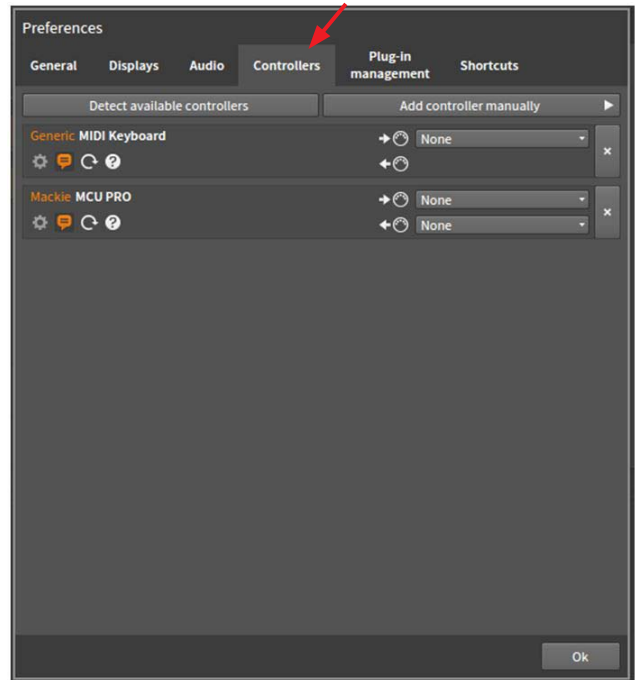 Preferences
General Displays Audio Controllers Plug-in management Shortcuts
Detect available controllers Add controller manually
Generic MIDI Keyboard None
Mackie MCU PRO None
None
Ok